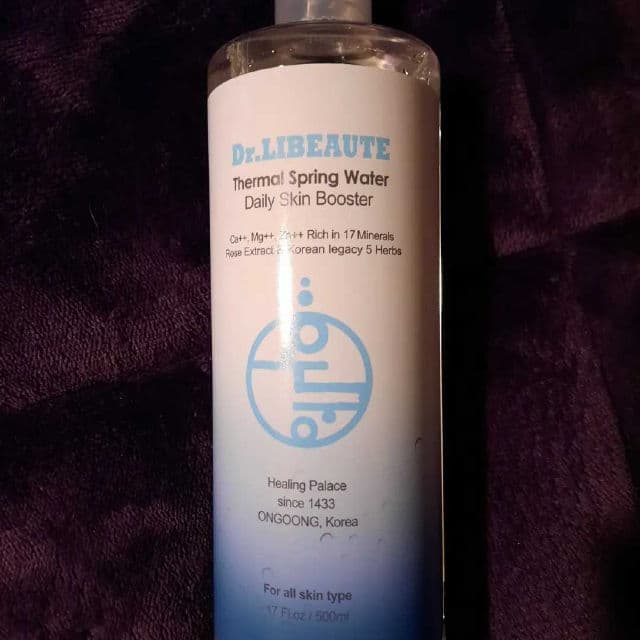 Dr.LIBEAUTE
Thermal Spring Water
Daily Skin Booster
Ca++, Mg++, Zn++ Rich in 17 Minerals
Rose Extract & Korean legacy 5 Herbs
Healing Palace
since 1433
ONGOONG, Korea
For all skin type
17 Fl.oz / 500ml